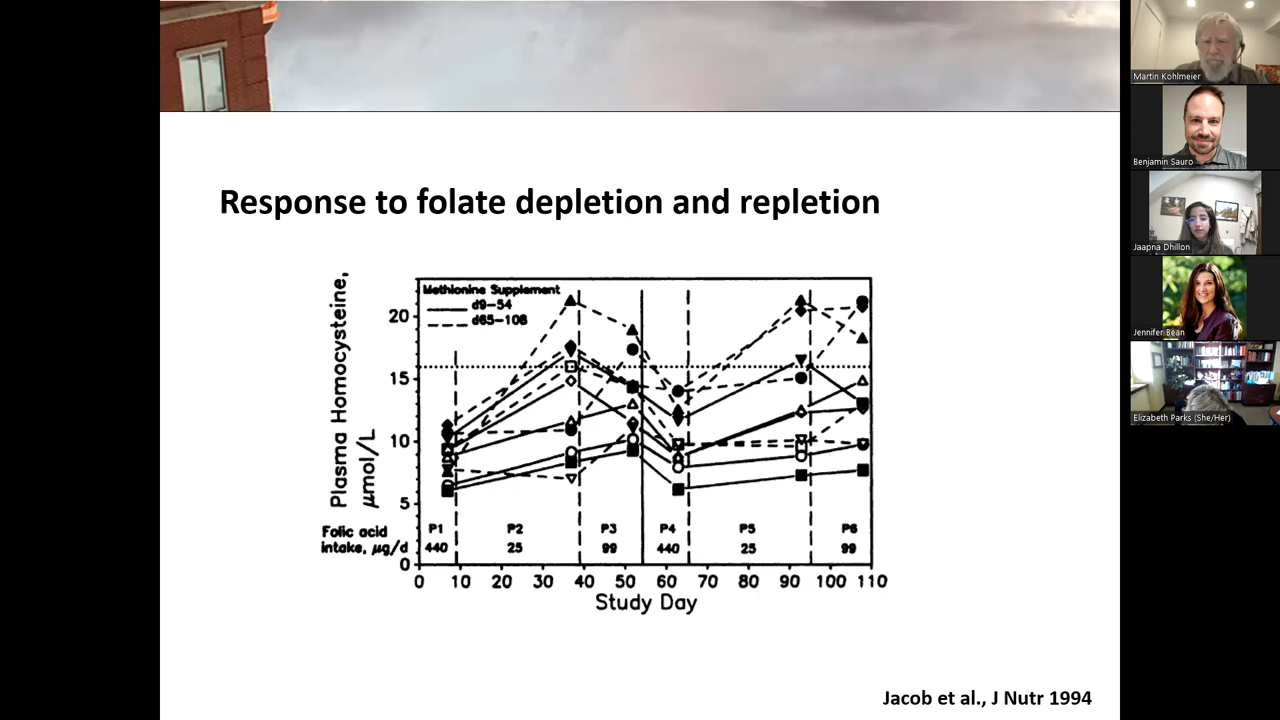 Response to folate depletion and repletion
Plasma Homocysteine,
μmol/L
Methionine Supplement
d9-54
d65-108
20
15
10
5
0
Folic acid
intake, μg/d
P1 P2 P3 P4 P5 P6
440 25 99 440 25 99
0 10 20 30 40 50 60 70 80 90 100 110
Study Day
Jacob et al., J Nutr 1994
Martin Kohlmeier
Benjamin Sauro
Jaapna Dhillon
Jennifer Bean
Elizabeth Parks (She/Her)